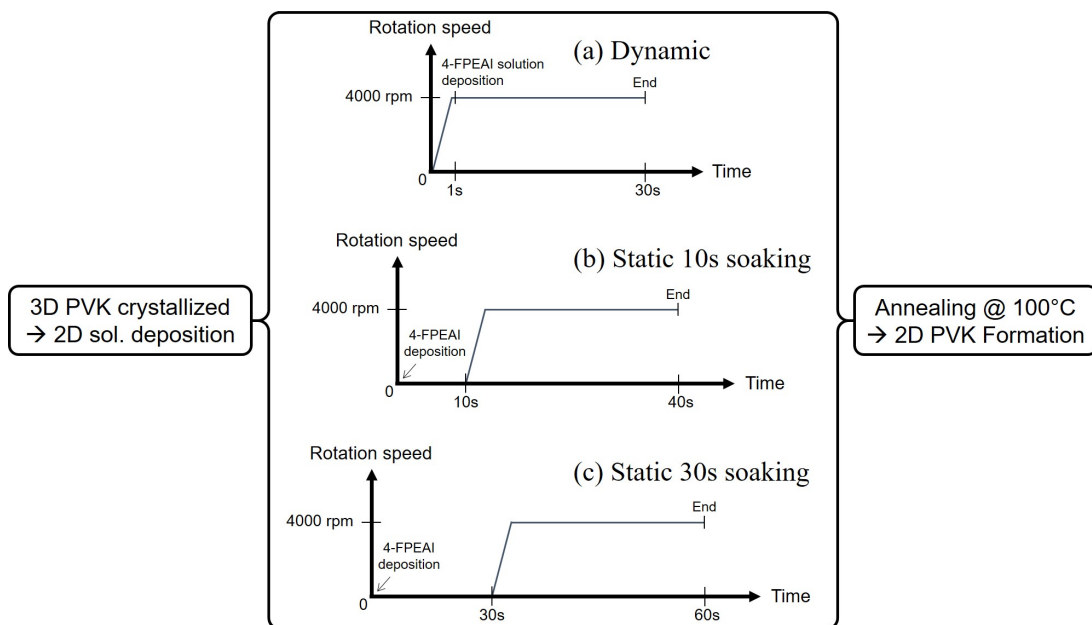 3D PVK crystallized
→ 2D sol. deposition
Rotation speed
(a) Dynamic
4-FPEAI solution
deposition
End
4000 rpm
0
1s
30s
Time
Rotation speed
(b) Static 10s soaking
End
4000 rpm
4-FPEAI
deposition
0
10s
40s
Time
Rotation speed
(c) Static 30s soaking
End
4000 rpm
4-FPEAI
deposition
0
30s
60s
Time
Annealing @ 100°C
→ 2D PVK Formation